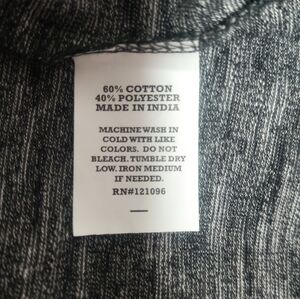 60% COTTON
40% POLYESTER
MADE IN INDIA
MACHINE WASH IN
COLD WITH LIKE
COLORS. DO NOT
BLEACH. TUMBLE DRY
LOW. IRON MEDIUM
IF NEEDED.
RN#121096